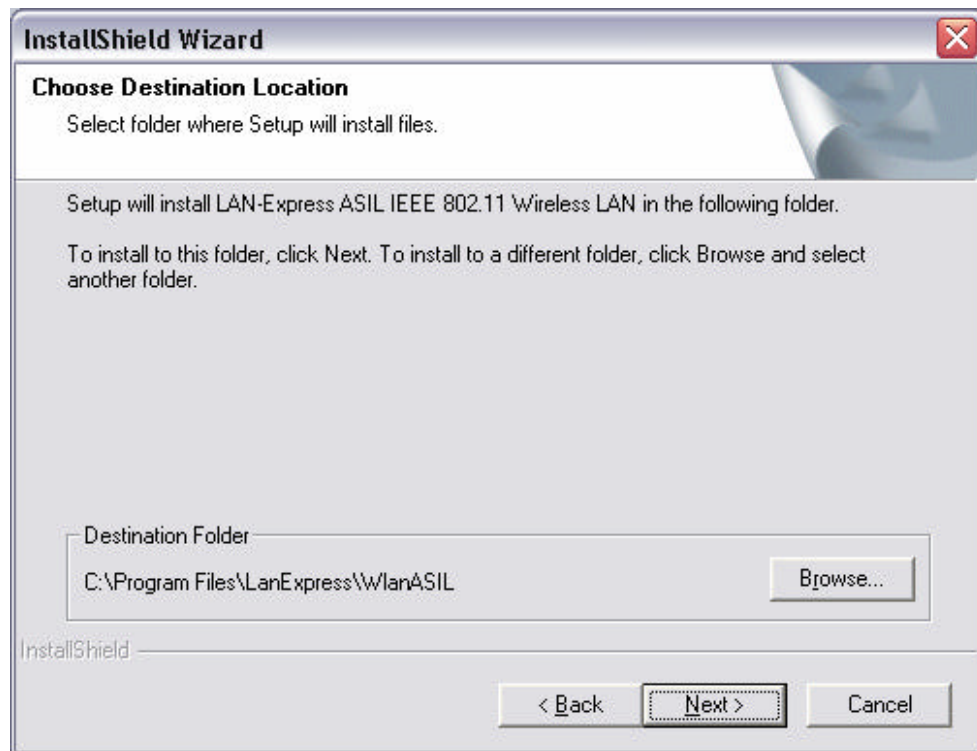 InstallShield Wizard
Choose Destination Location
Select folder where Setup will install files.
Setup will install LAN-Express ASIL IEEE 802.11 Wireless LAN in the following folder.
To install to this folder, click Next. To install to a different folder, click Browse and select
another folder.
Destination Folder
C:\Program Files\LanExpress\WlanASIL
Browse...
InstallShield
< Back
Next >
Cancel